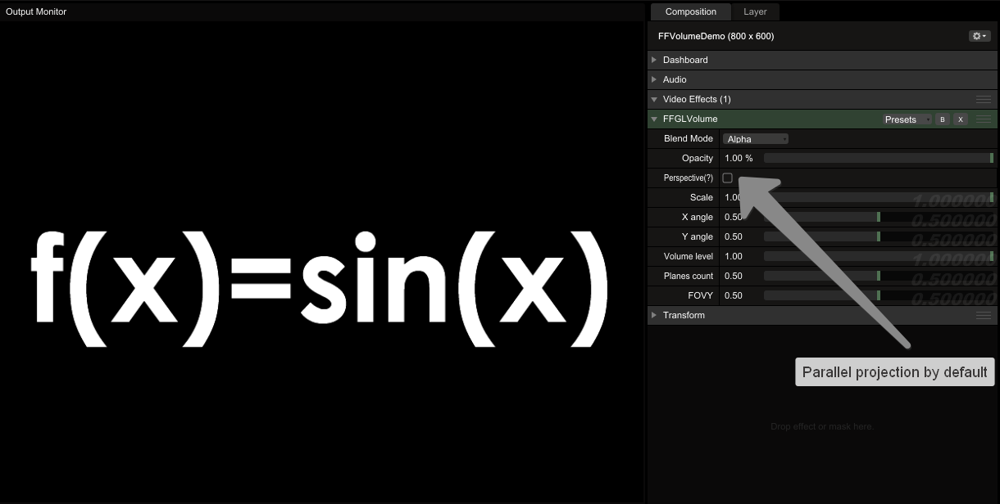 Output Monitor
f(x)=sin(x)
Composition
Layer
FFVolumeDemo (800 x 600)
Dashboard
Audio
Video Effects (1)
FFGLVolume
Presets
B
X
Blend Mode
Alpha
Opacity
1.00 %
Perspective(?)
Scale
1.00
1.000000
X angle
0.50
0.500000
Y angle
0.50
0.500000
Volume level
1.00
1.000000
Planes count
0.50
0.500000
FOVY
0.50
0.500000
Transform
Parallel projection by default
Drop effect or mask here.